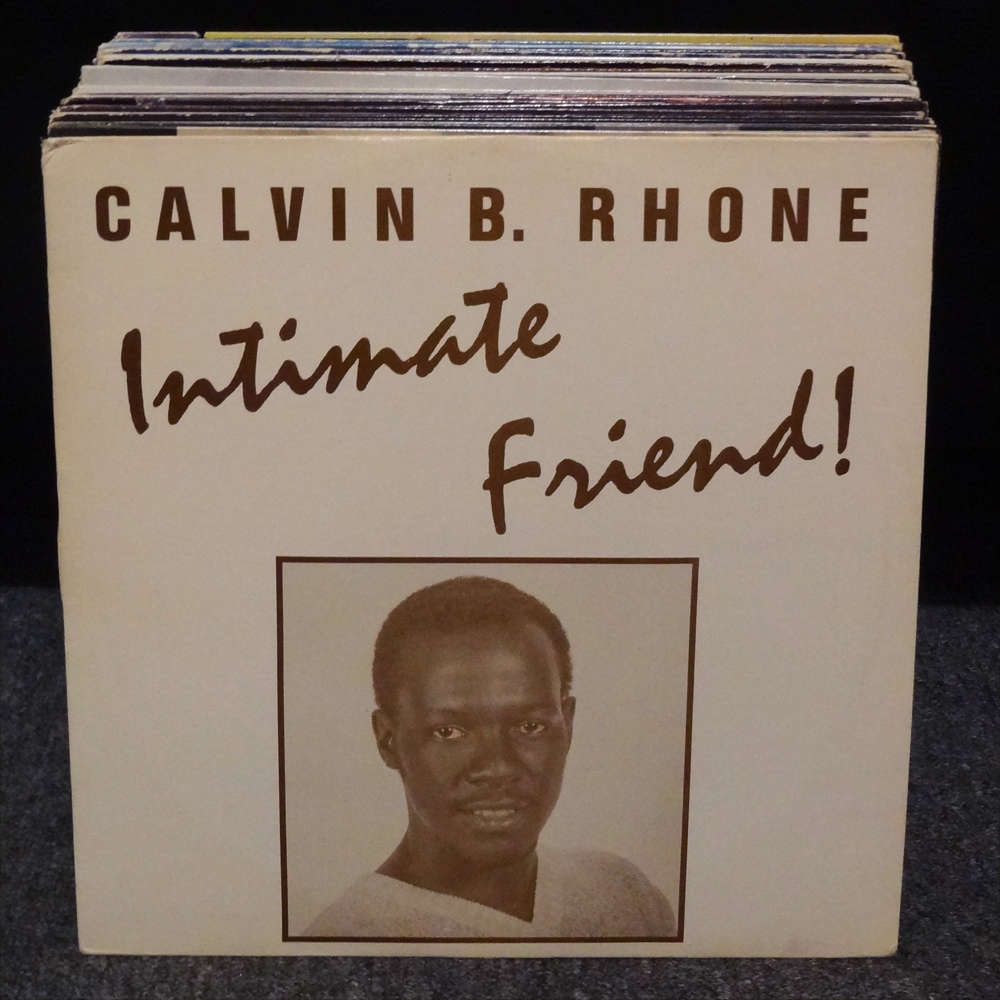 CALVIN B. RHONE
Intimate
Friend!